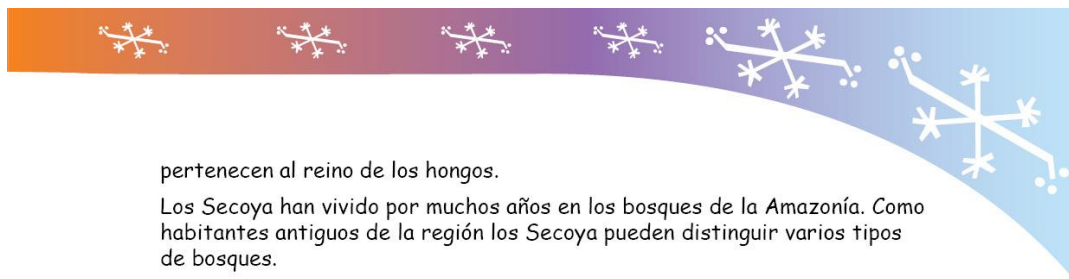 pertenecen al reino de los hongos.
Los Secoya han vivido por muchos años en los bosques de la Amazonía. Como
habitantes antiguos de la región los Secoya pueden distinguir varios tipos
de bosques.